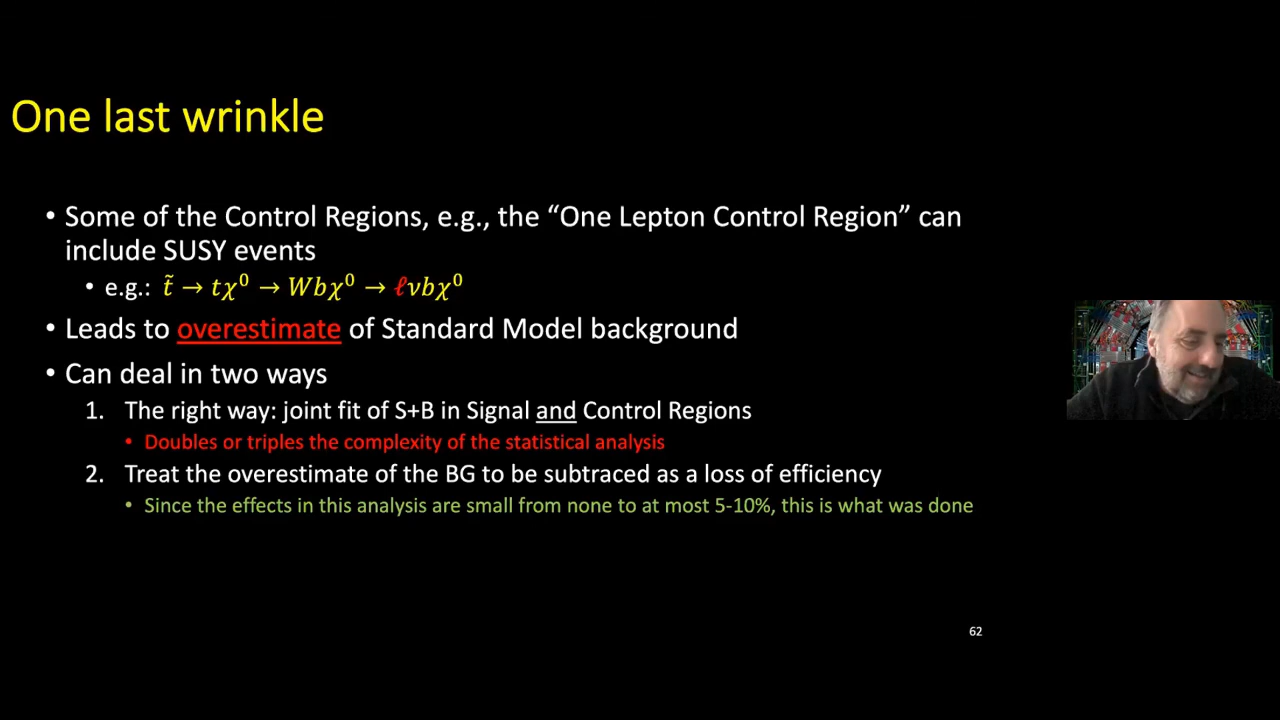 One last wrinkle
• Some of the Control Regions, e.g., the “One Lepton Control Region” can
include SUSY events
• e.g.: t̃ → tχ⁰ → Wbχ⁰ → ℓνbχ⁰
• Leads to overestimate of Standard Model background
• Can deal in two ways
1. The right way: joint fit of S+B in Signal and Control Regions
• Doubles or triples the complexity of the statistical analysis
2. Treat the overestimate of the BG to be subtraced as a loss of efficiency
• Since the effects in this analysis are small from none to at most 5-10%, this is what was done
62